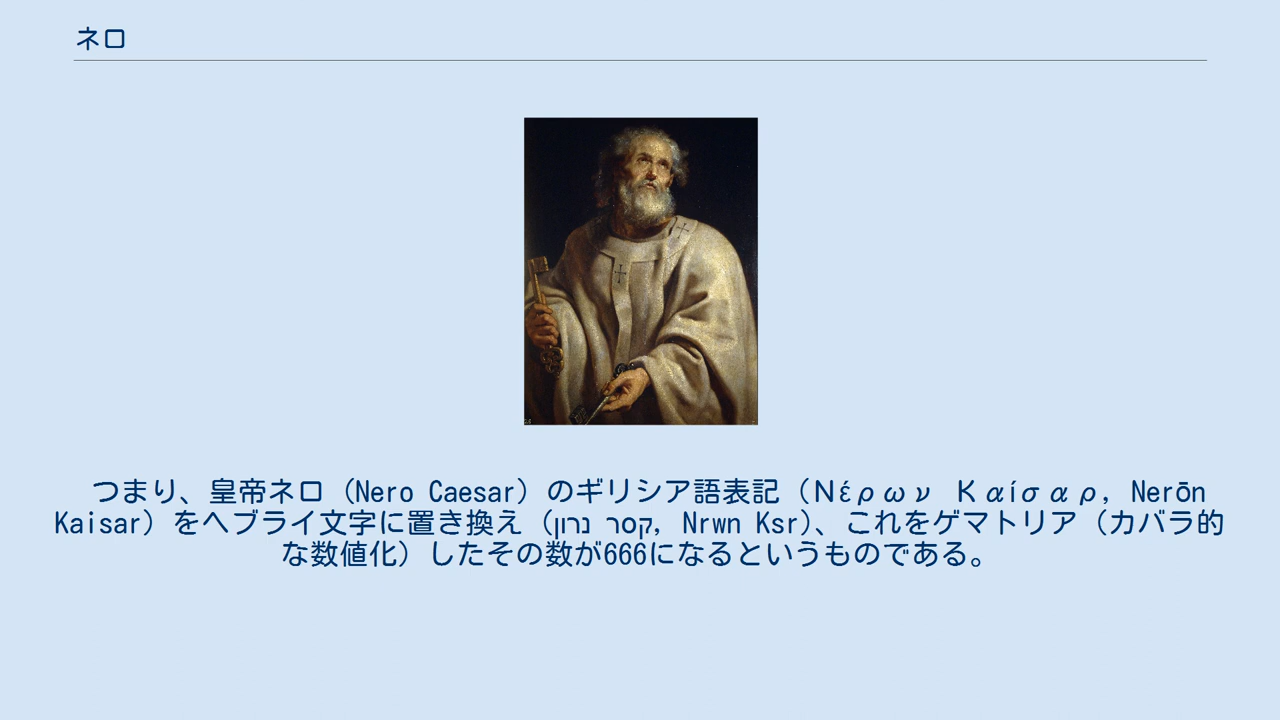 ネロ
つまり、皇帝ネロ（Nero Caesar）のギリシア語表記（Νέρων Καίσαρ, Nerōn
Kaisar）をヘブライ文字に置き換え（נרון קסר, Nrwn Ksr）、これをゲマトリア（カバラ的
な数値化）したその数が666になるというものである。